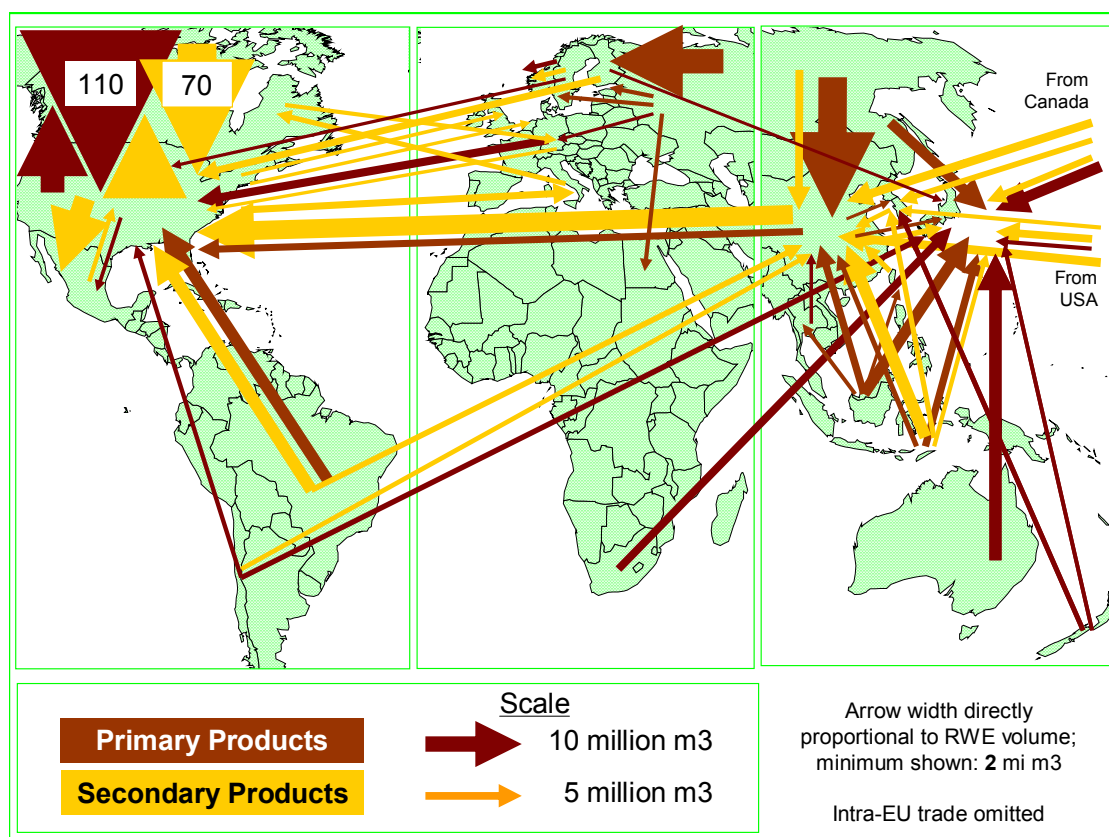 110
70
From
Canada
From
USA
Primary Products
Secondary Products
Scale
10 million m3
5 million m3
Arrow width directly
proportional to RWE volume;
minimum shown: 2 mi m3
Intra-EU trade omitted